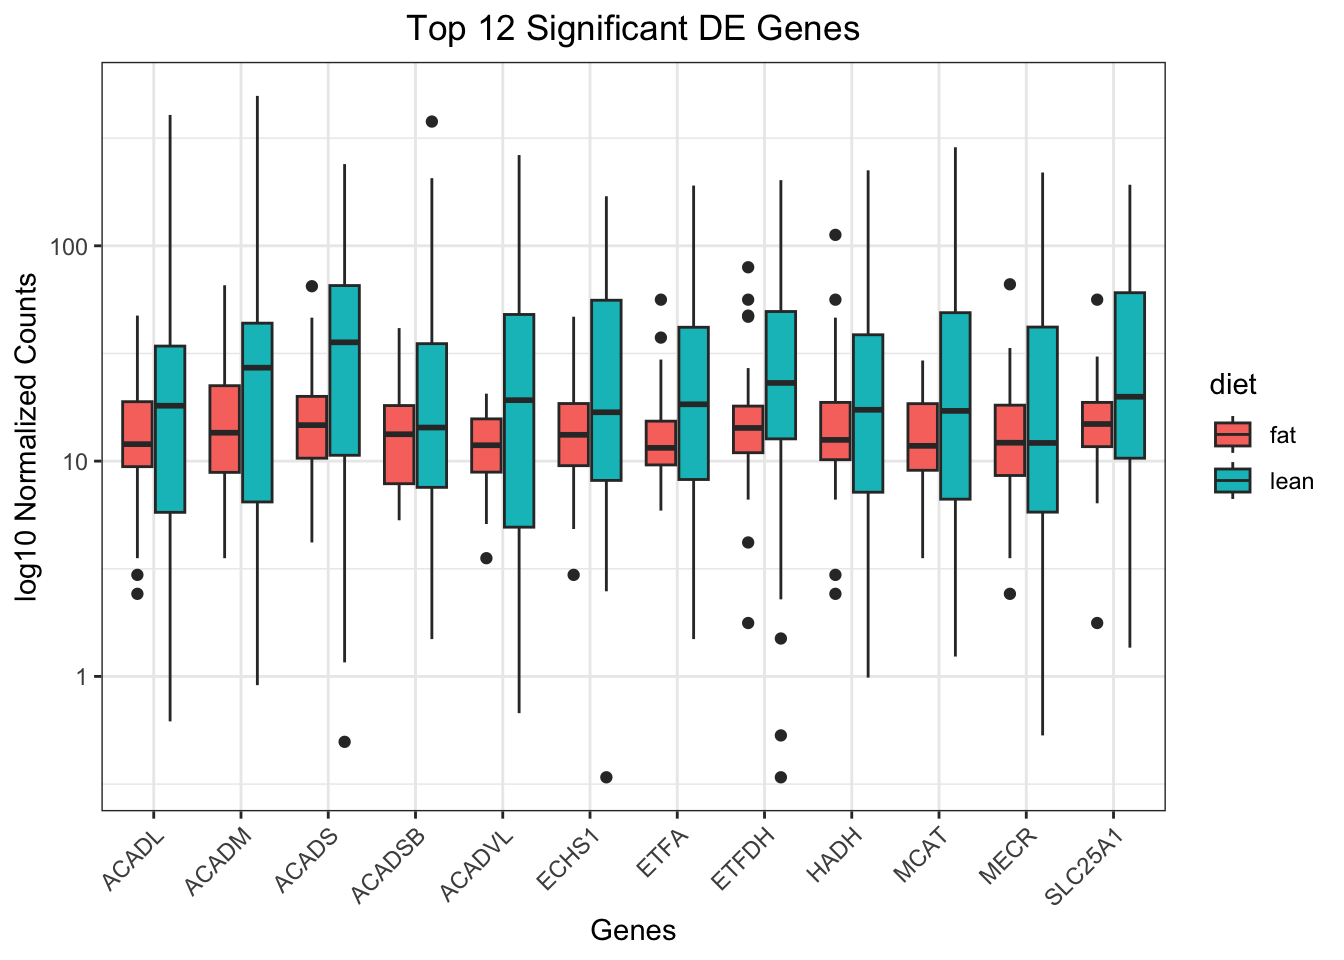 Top 12 Significant DE Genes
log10 Normalized Counts
100
10
1
ACADL
ACADM
ACADS
ACADSB
ACADVL
ECHS1
ETFA
ETFDH
HADH
MCAT
MECR
SLC25A1
Genes
diet
fat
lean